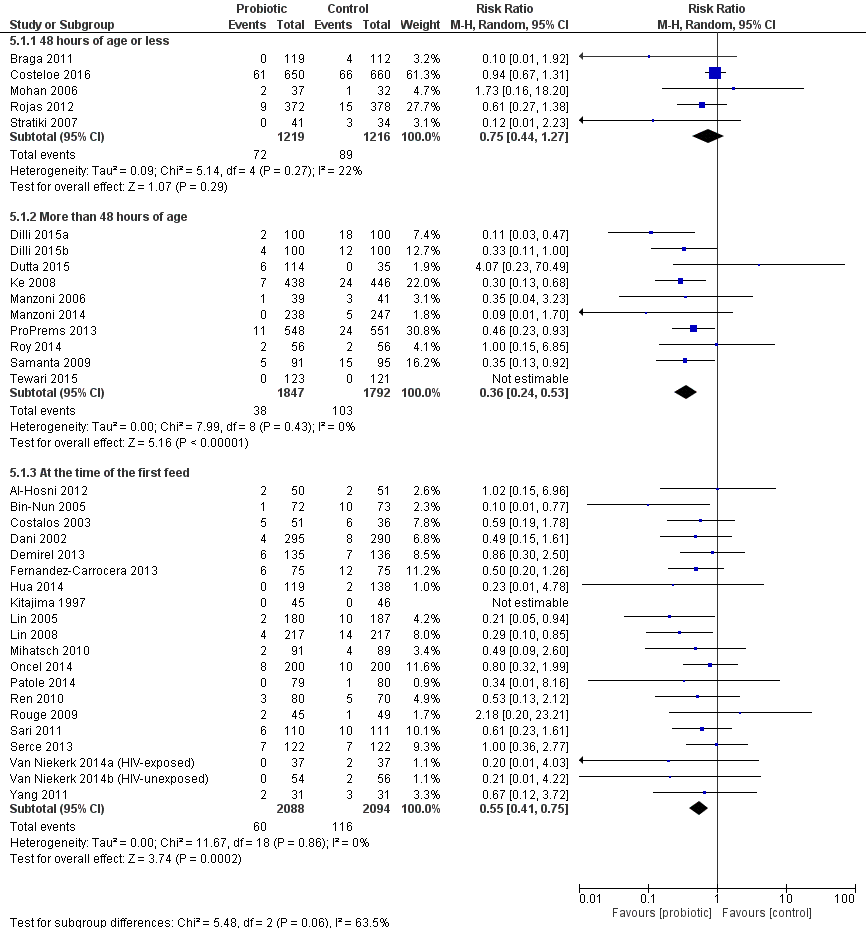 Probiotic Control Risk Ratio Risk Ratio
Study or Subgroup Events Total Events Total Weight M-H, Random, 95% CI M-H, Random, 95% CI
5.1.1 48 hours of age or less
Braga 2011 0 119 4 112 3.2% 0.10 [0.01, 1.92]
Costeloe 2016 61 650 66 660 61.3% 0.94 [0.67, 1.31]
Mohan 2006 2 37 1 32 4.6% 1.73 [0.16, 18.20]
Rojas 2012 9 372 15 378 27.7% 0.61 [0.27, 1.38]
Stratiki 2007 0 41 3 34 3.1% 0.12 [0.01, 2.23]
Subtotal (95% CI) 1219 1216 100.0% 0.75 [0.44, 1.27]
Total events 72 89
Heterogeneity: Tau² = 0.09; Chi² = 5.14, df = 4 (P = 0.27); I² = 22%
Test for overall effect: Z = 1.07 (P = 0.29)
5.1.2 More than 48 hours of age
Dilli 2015a 2 100 18 100 7.4% 0.11 [0.03, 0.47]
Dilli 2015b 4 100 12 100 12.7% 0.33 [0.11, 1.00]
Dutta 2015 6 114 0 35 1.9% 4.07 [0.23, 70.49]
Ke 2008 7 438 24 446 22.0% 0.30 [0.13, 0.68]
Manzoni 2006 1 39 3 41 3.1% 0.35 [0.04, 3.23]
Manzoni 2014 0 238 5 247 1.8% 0.09 [0.01, 1.70]
ProPrems 2013 11 548 24 551 30.8% 0.46 [0.23, 0.93]
Roy 2014 2 56 2 56 4.1% 1.00 [0.15, 6.85]
Samanta 2009 5 91 15 95 16.2% 0.35 [0.13, 0.92]
Tewari 2015 0 123 0 121 Not estimable
Subtotal (95% CI) 1847 1792 100.0% 0.36 [0.24, 0.53]
Total events 38 103
Heterogeneity: Tau² = 0.00; Chi² = 7.99, df = 8 (P = 0.43); I² = 0%
Test for overall effect: Z = 5.16 (P < 0.00001)
5.1.3 At the time of the first feed
Al-Hosni 2012 2 50 2 51 2.6% 1.02 [0.15, 6.96]
Bin-Nun 2005 1 72 10 73 2.3% 0.10 [0.01, 0.77]
Costalos 2003 5 51 6 36 7.8% 0.59 [0.19, 1.78]
Dani 2002 4 295 8 290 6.8% 0.49 [0.15, 1.61]
Demirel 2013 6 135 7 136 8.5% 0.86 [0.30, 2.50]
Fernandez-Carrocera 2013 6 75 12 75 11.2% 0.50 [0.20, 1.26]
Hua 2014 0 119 2 138 1.0% 0.23 [0.01, 4.78]
Kitajima 1997 0 45 0 46 Not estimable
Lin 2005 2 180 10 187 4.2% 0.21 [0.05, 0.94]
Lin 2008 4 217 14 217 8.0% 0.29 [0.10, 0.85]
Mihatsch 2010 2 91 4 89 3.4% 0.49 [0.09, 2.60]
Oncel 2014 8 200 10 200 11.6% 0.80 [0.32, 1.99]
Patole 2014 0 79 1 80 0.9% 0.34 [0.01, 8.16]
Ren 2010 3 80 5 70 4.9% 0.53 [0.13, 2.12]
Rouge 2009 2 45 1 49 1.7% 2.18 [0.20, 23.21]
Sari 2011 6 110 10 111 10.1% 0.61 [0.23, 1.61]
Serce 2013 7 122 7 122 9.3% 1.00 [0.36, 2.77]
Van Niekerk 2014a (HIV-exposed) 0 37 2 37 1.1% 0.20 [0.01, 4.03]
Van Niekerk 2014b (HIV-unexposed) 0 54 2 56 1.1% 0.21 [0.01, 4.22]
Yang 2011 2 31 3 31 3.3% 0.67 [0.12, 3.72]
Subtotal (95% CI) 2088 2094 100.0% 0.55 [0.41, 0.75]
Total events 60 116
Heterogeneity: Tau² = 0.00; Chi² = 11.67, df = 18 (P = 0.86); I² = 0%
Test for overall effect: Z = 3.74 (P = 0.0002)
0.01 0.1 1 10 100
Favours [probiotic] Favours [control]
Test for subgroup differences: Chi² = 5.48, df = 2 (P = 0.06), I² = 63.5%